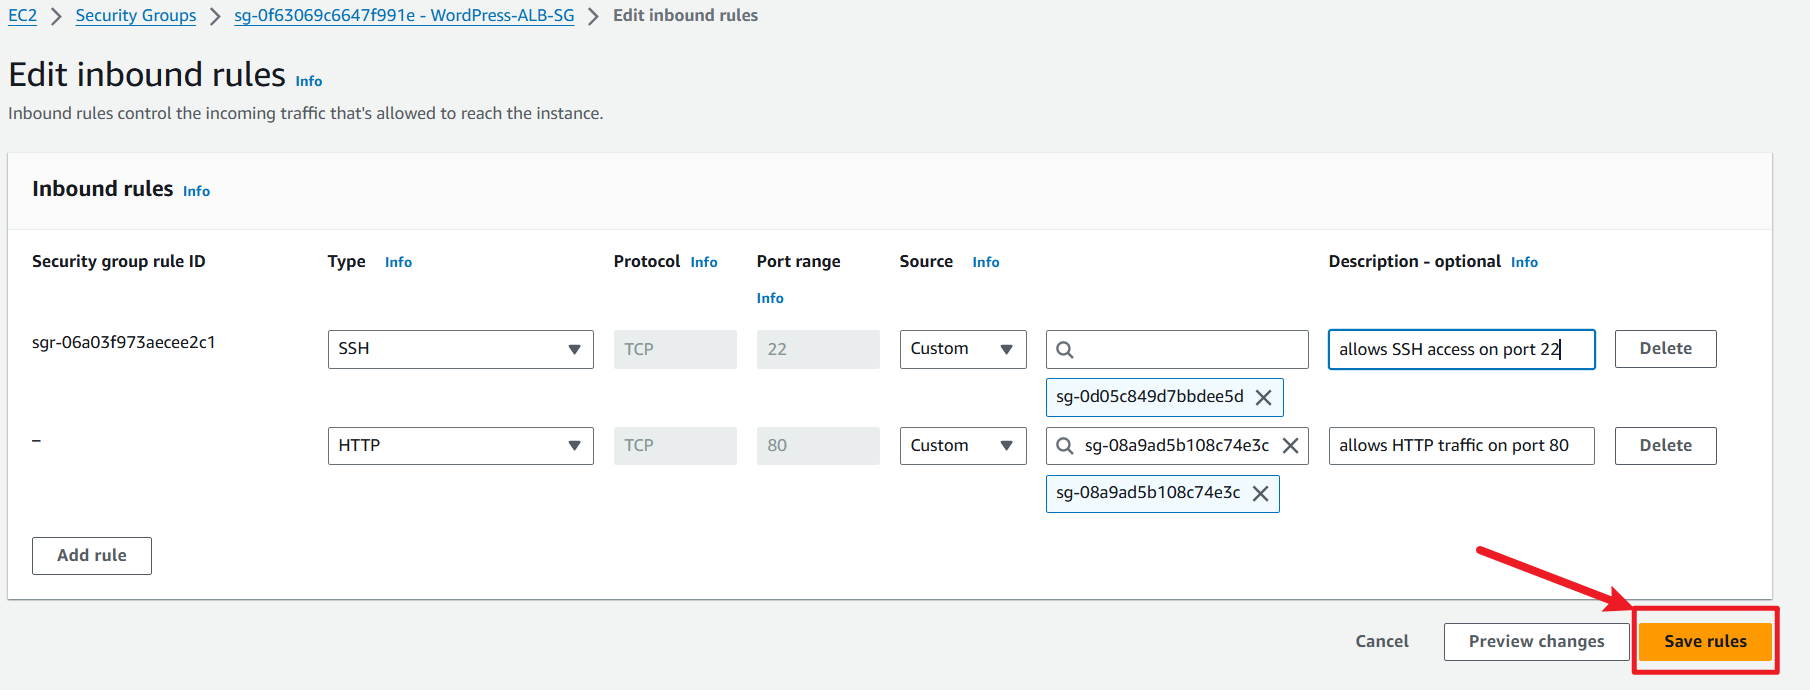 EC2 > Security Groups > sg-0f63069c6647f991e - WordPress-ALB-SG > Edit inbound rules
Edit inbound rules Info
Inbound rules control the incoming traffic that's allowed to reach the instance.
Inbound rules Info
Security group rule ID Type Info Protocol Info Port range Source Info Description - optional Info
Info
sgr-06a03f973aecee2c1 SSH TCP 22 Custom allows SSH access on port 22 Delete
sg-0d05c849d7bbdee5d
– HTTP TCP 80 Custom sg-08a9ad5b108c74e3c allows HTTP traffic on port 80 Delete
sg-08a9ad5b108c74e3c
Add rule
Cancel Preview changes Save rules